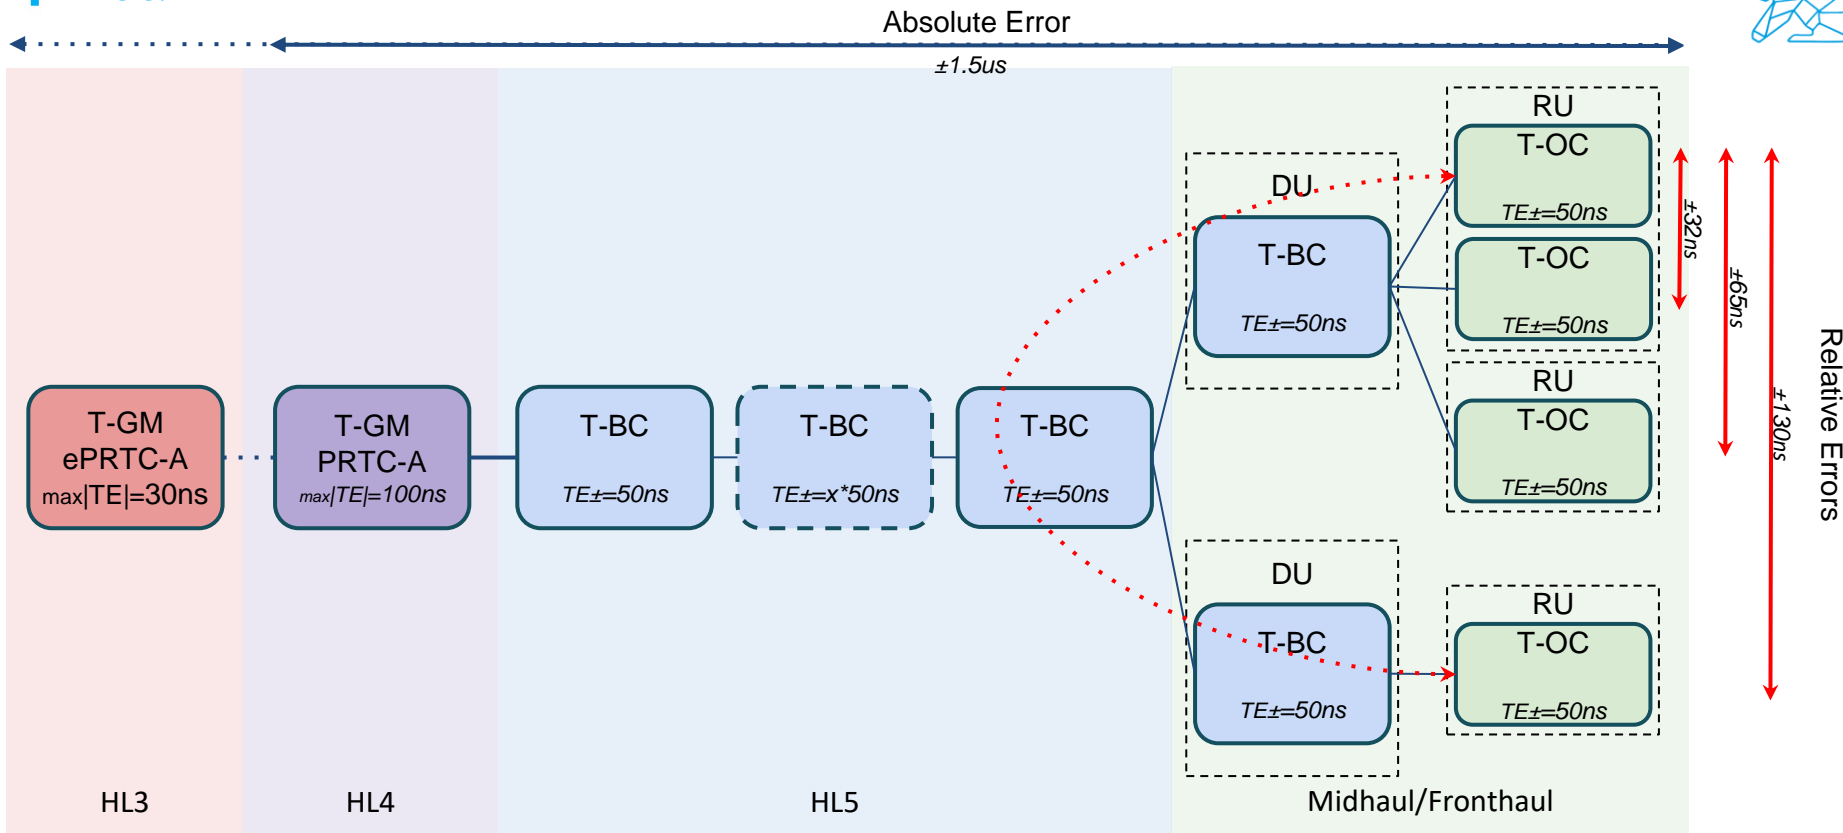 Absolute Error
±1.5us
T-GM
ePRTC-A
max|TE|=30ns
T-GM
PRTC-A
max|TE|=100ns
T-BC
TE±=50ns
T-BC
TE±=x*50ns
T-BC
TE±=50ns
DU
T-BC
TE±=50ns
DU
T-BC
TE±=50ns
RU
T-OC
TE±=50ns
T-OC
TE±=50ns
RU
T-OC
TE±=50ns
RU
T-OC
TE±=50ns
±32ns
±65ns
±130ns
Relative Errors
HL3
HL4
HL5
Midhaul/Fronthaul